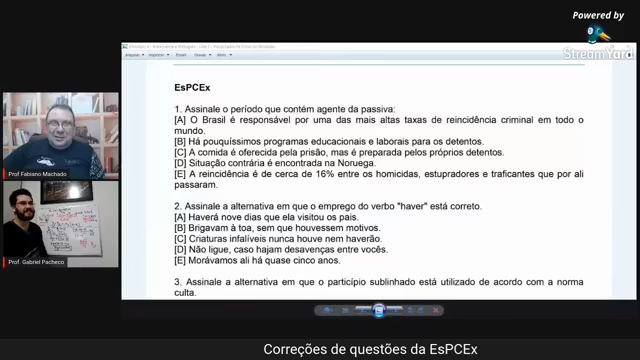 Powered by
StreamYard
EsPCEx
1. Assinale o período que contém agente da passiva:
[A] O Brasil é responsável por uma das mais altas taxas de reincidência criminal em todo o
mundo.
[B] Há pouquíssimos programas educacionais e laborais para os detentos.
[C] A comida é oferecida pela prisão, mas é preparada pelos próprios detentos.
[D] Situação contrária é encontrada na Noruega.
[E] A reincidência é de cerca de 16% entre os homicidas, estupradores e traficantes que por ali
passaram.
2. Assinale a alternativa em que o emprego do verbo "haver" está correto.
[A] Haverá nove dias que ela visitou os pais.
[B] Brigavam à toa, sem que houvessem motivos.
[C] Criaturas infalíveis nunca houve nem haverão.
[D] Não ligue, caso hajam desavenças entre vocês.
[E] Morávamos ali há quase cinco anos.
3. Assinale a alternativa em que o particípio sublinhado está utilizado de acordo com a norma
culta.
Prof Fabiano Machado
Prof. Gabriel Pacheco
Correções de questões da EsPCEx